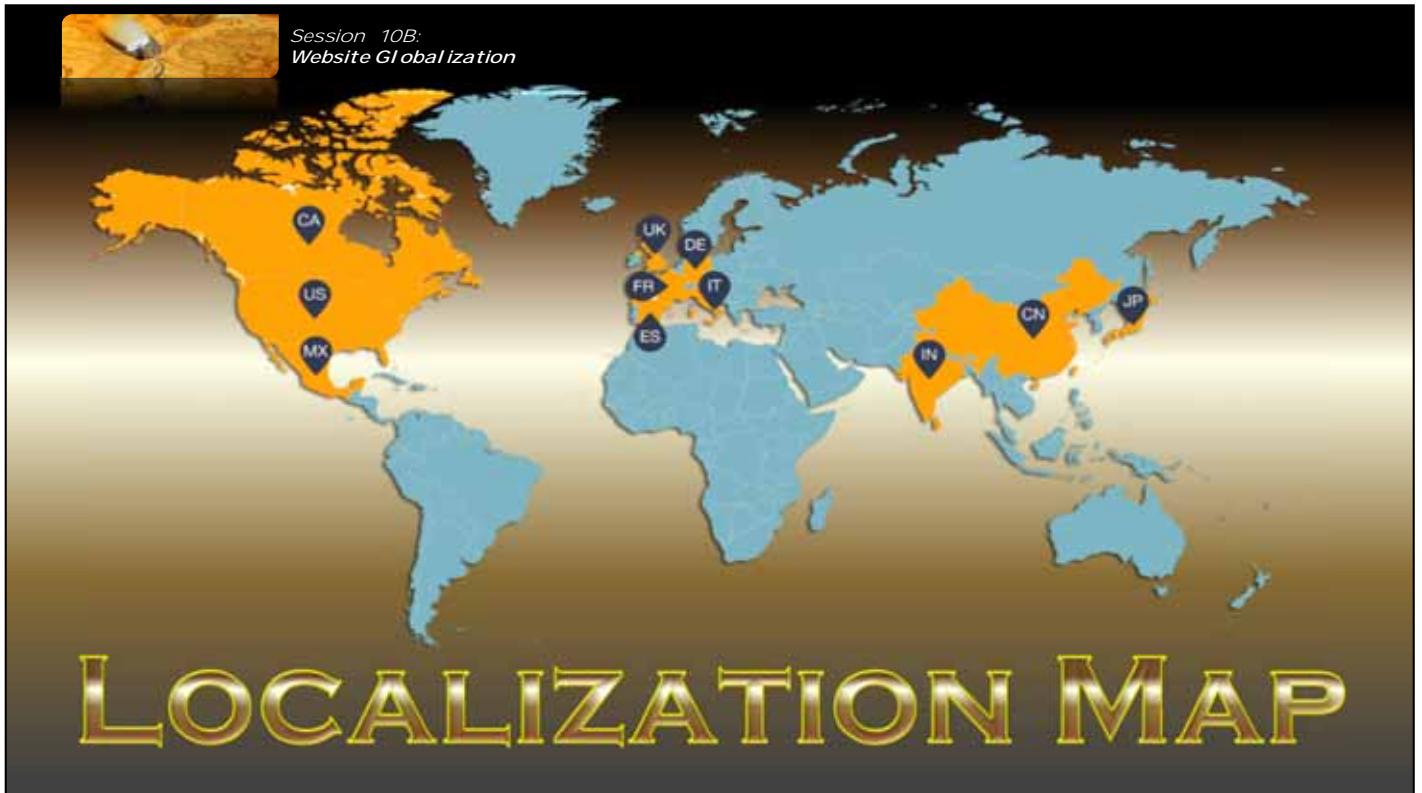 Session 10B:
Website Globalization
CA
UK
DE
US
FR
IT
CN
JP
MX
ES
IN
LOCALIZATION MAP